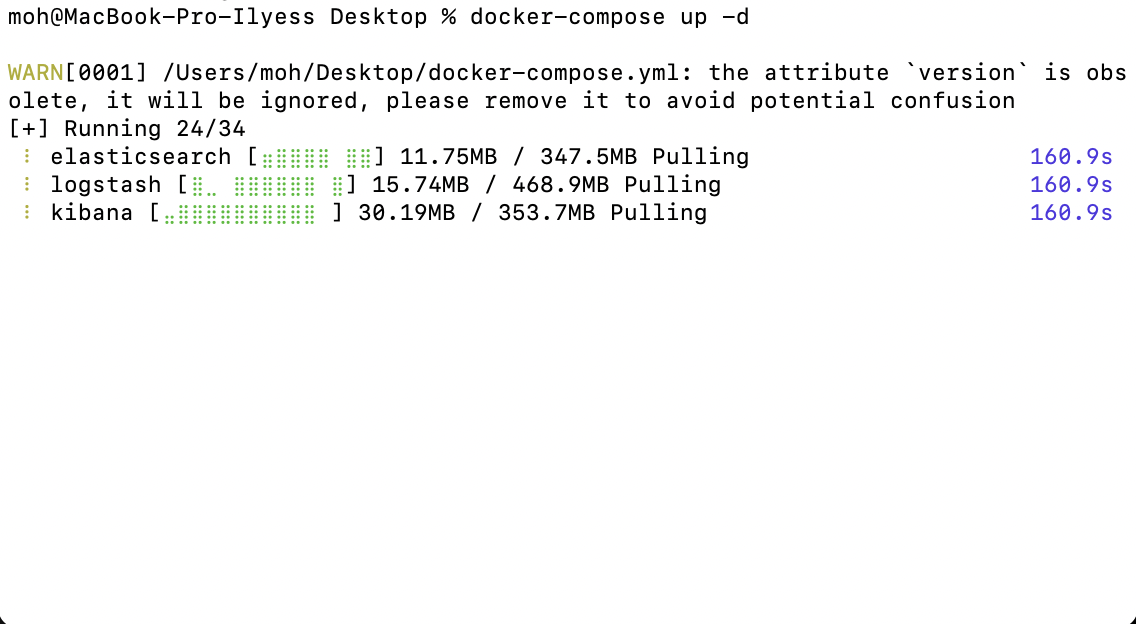 moh@MacBook-Pro-Ilyess Desktop % docker-compose up -d
WARN[0001] /Users/moh/Desktop/docker-compose.yml: the attribute `version` is obs
olete, it will be ignored, please remove it to avoid potential confusion
[+] Running 24/34
⠸ elasticsearch [⣤⣿⣿⣿⣿ ⣿⣿] 11.75MB / 347.5MB Pulling 160.9s
⠸ logstash [⣿⣀ ⣿⣿⣿⣿⣿⣿ ⣿] 15.74MB / 468.9MB Pulling 160.9s
⠸ kibana [⣀⣿⣿⣿⣿⣿⣿⣿⣿⣿⣿ ] 30.19MB / 353.7MB Pulling 160.9s